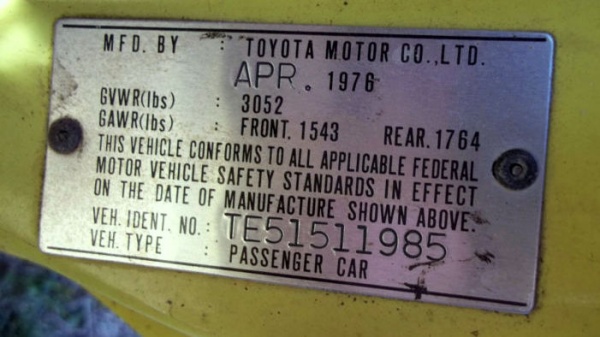 MFD. BY : TOYOTA MOTOR CO.,LTD.
APR. 1976
GVWR(lbs) : 3052
GAWR(lbs) : FRONT. 1543 REAR. 1764
THIS VEHICLE CONFORMS TO ALL APPLICABLE FEDERAL
MOTOR VEHICLE SAFETY STANDARDS IN EFFECT
ON THE DATE OF MANUFACTURE SHOWN ABOVE.
VEH. IDENT. NO. : TE51511985
VEH. TYPE : PASSENGER CAR